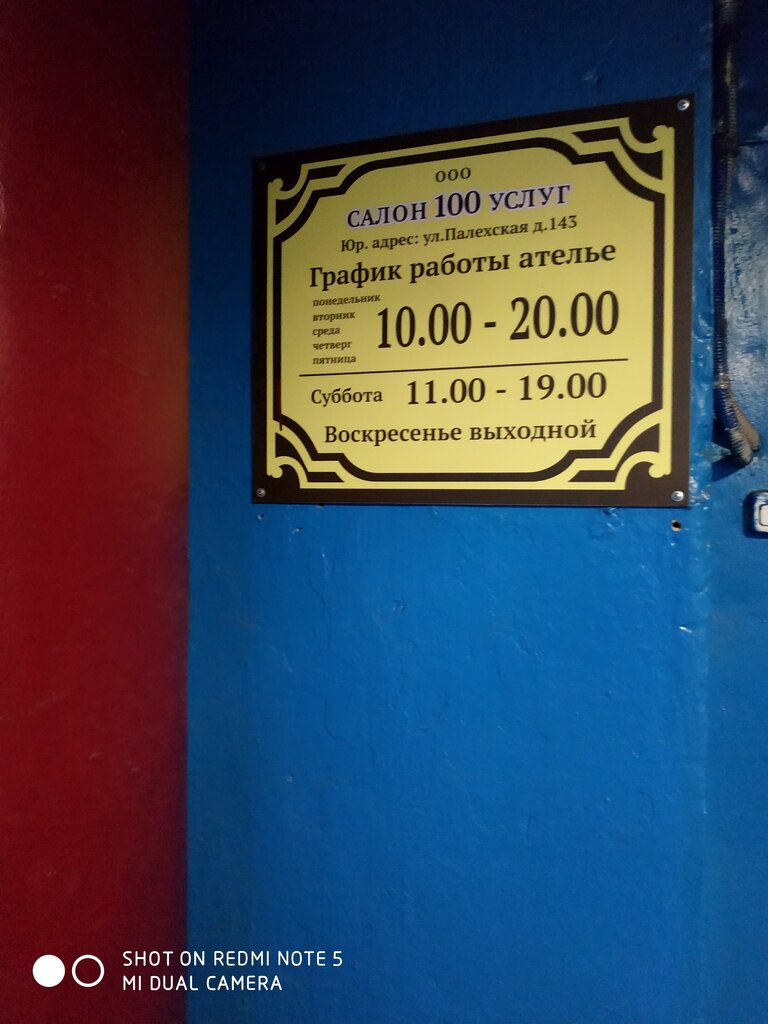 ООО
САЛОН 100 УСЛУГ
Юр. адрес: ул.Палехская д.143
График работы ателье
понедельник
вторник
среда
четверг
пятница
10.00 - 20.00
Суббота 11.00 - 19.00
Воскресенье выходной
SHOT ON REDMI NOTE 5
MI DUAL CAMERA